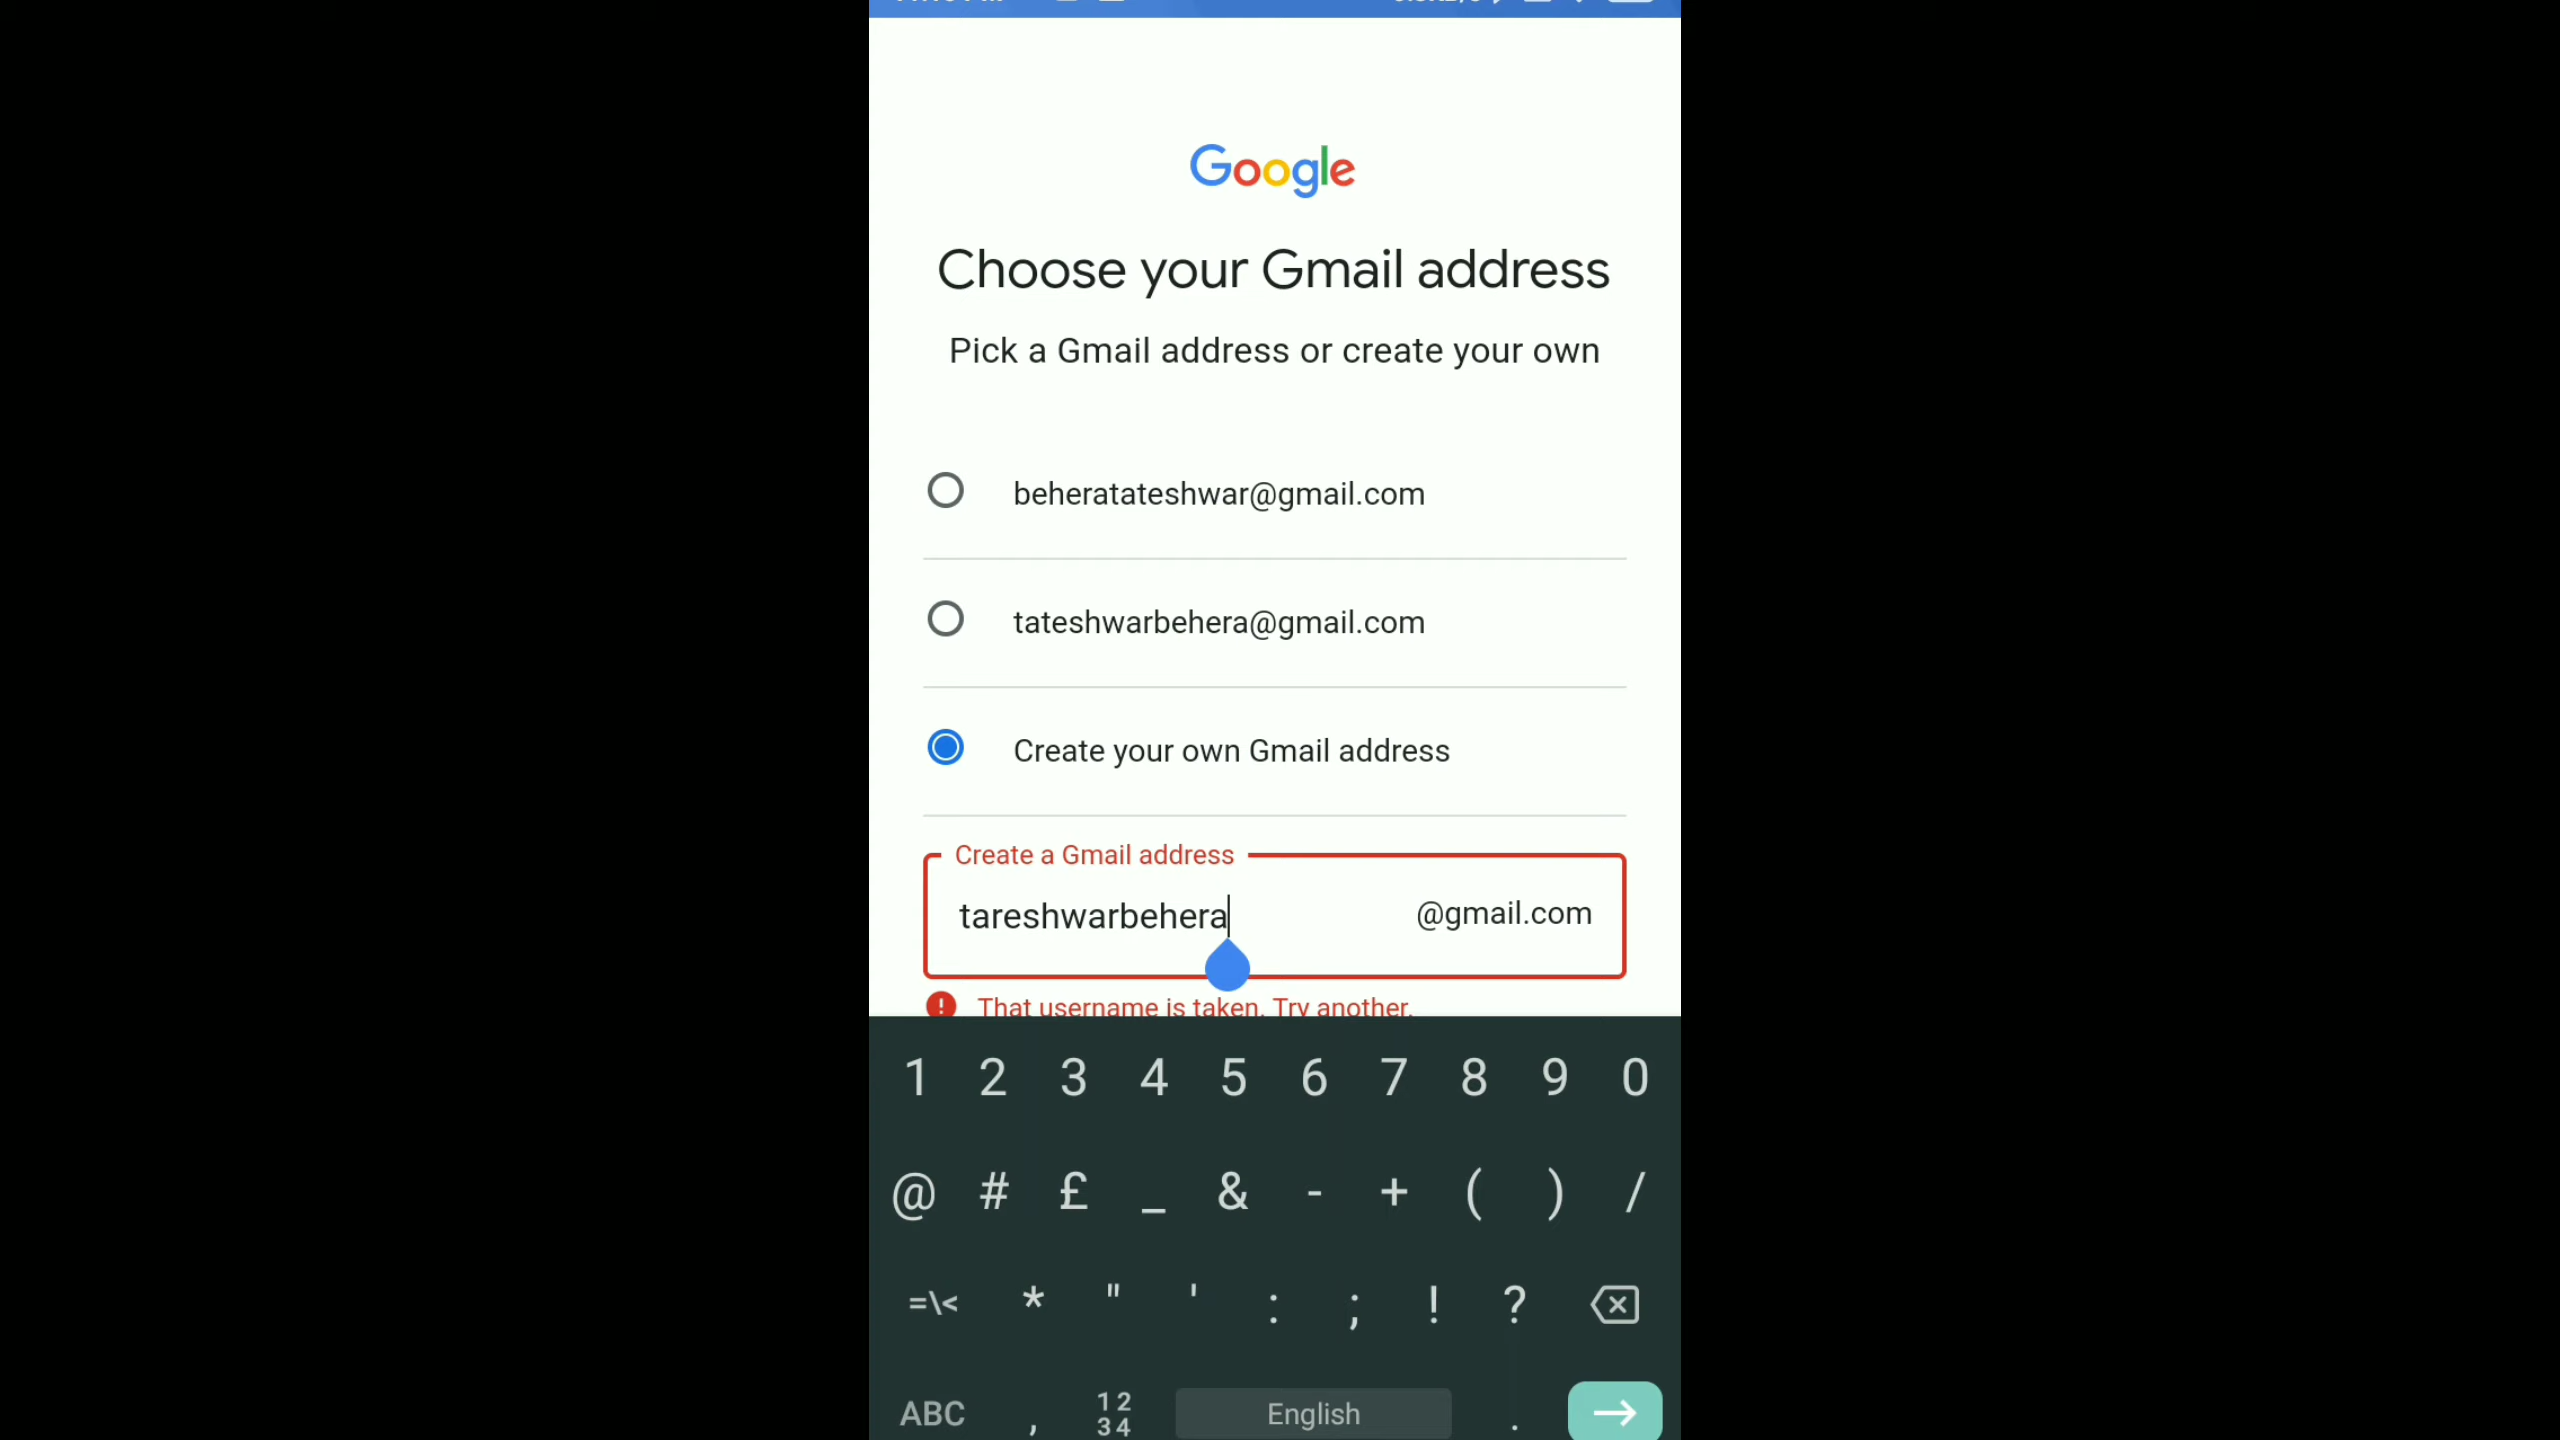 Google
Choose your Gmail address
Pick a Gmail address or create your own
beheratateshwar@gmail.com
tateshwarbehera@gmail.com
Create your own Gmail address
Create a Gmail address
tareshwarbehera @gmail.com
That username is taken. Try another.
1 2 3 4 5 6 7 8 9 0
@ # £ _ & - + ( ) /
=\< * " ' : ; ! ?
ABC , 12 34 English .